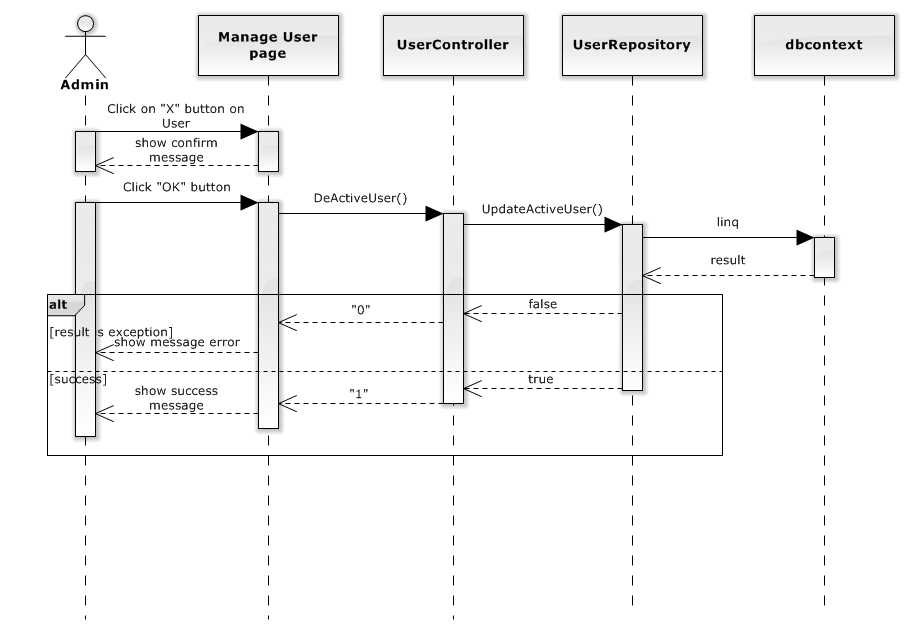 Manage User
page
UserController
UserRepository
dbcontext
Admin
Click on "X" button on
User
show confirm
message
Click "OK" button
DeActiveUser()
UpdateActiveUser()
linq
result
alt
false
"0"
[result is exception]
show message error
[success]
true
show success
message
"1"